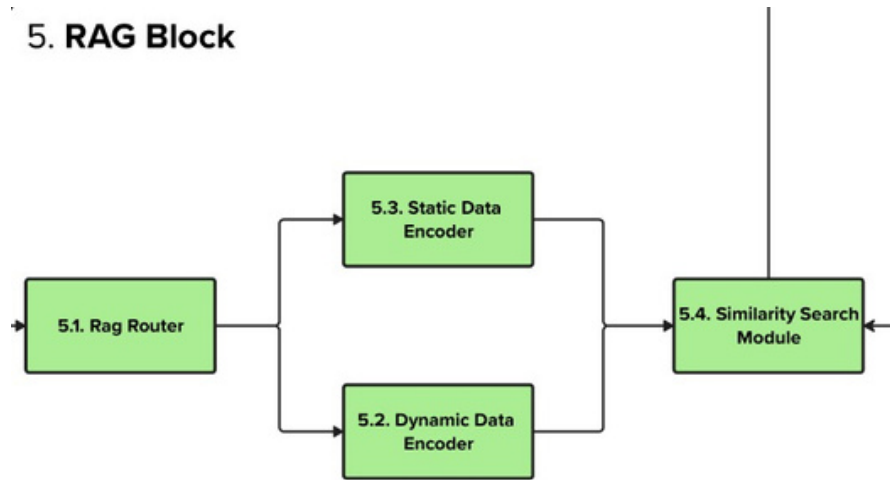 5. RAG Block
5.3. Static Data
Encoder
5.1. Rag Router
5.4. Similarity Search
Module
5.2. Dynamic Data
Encoder